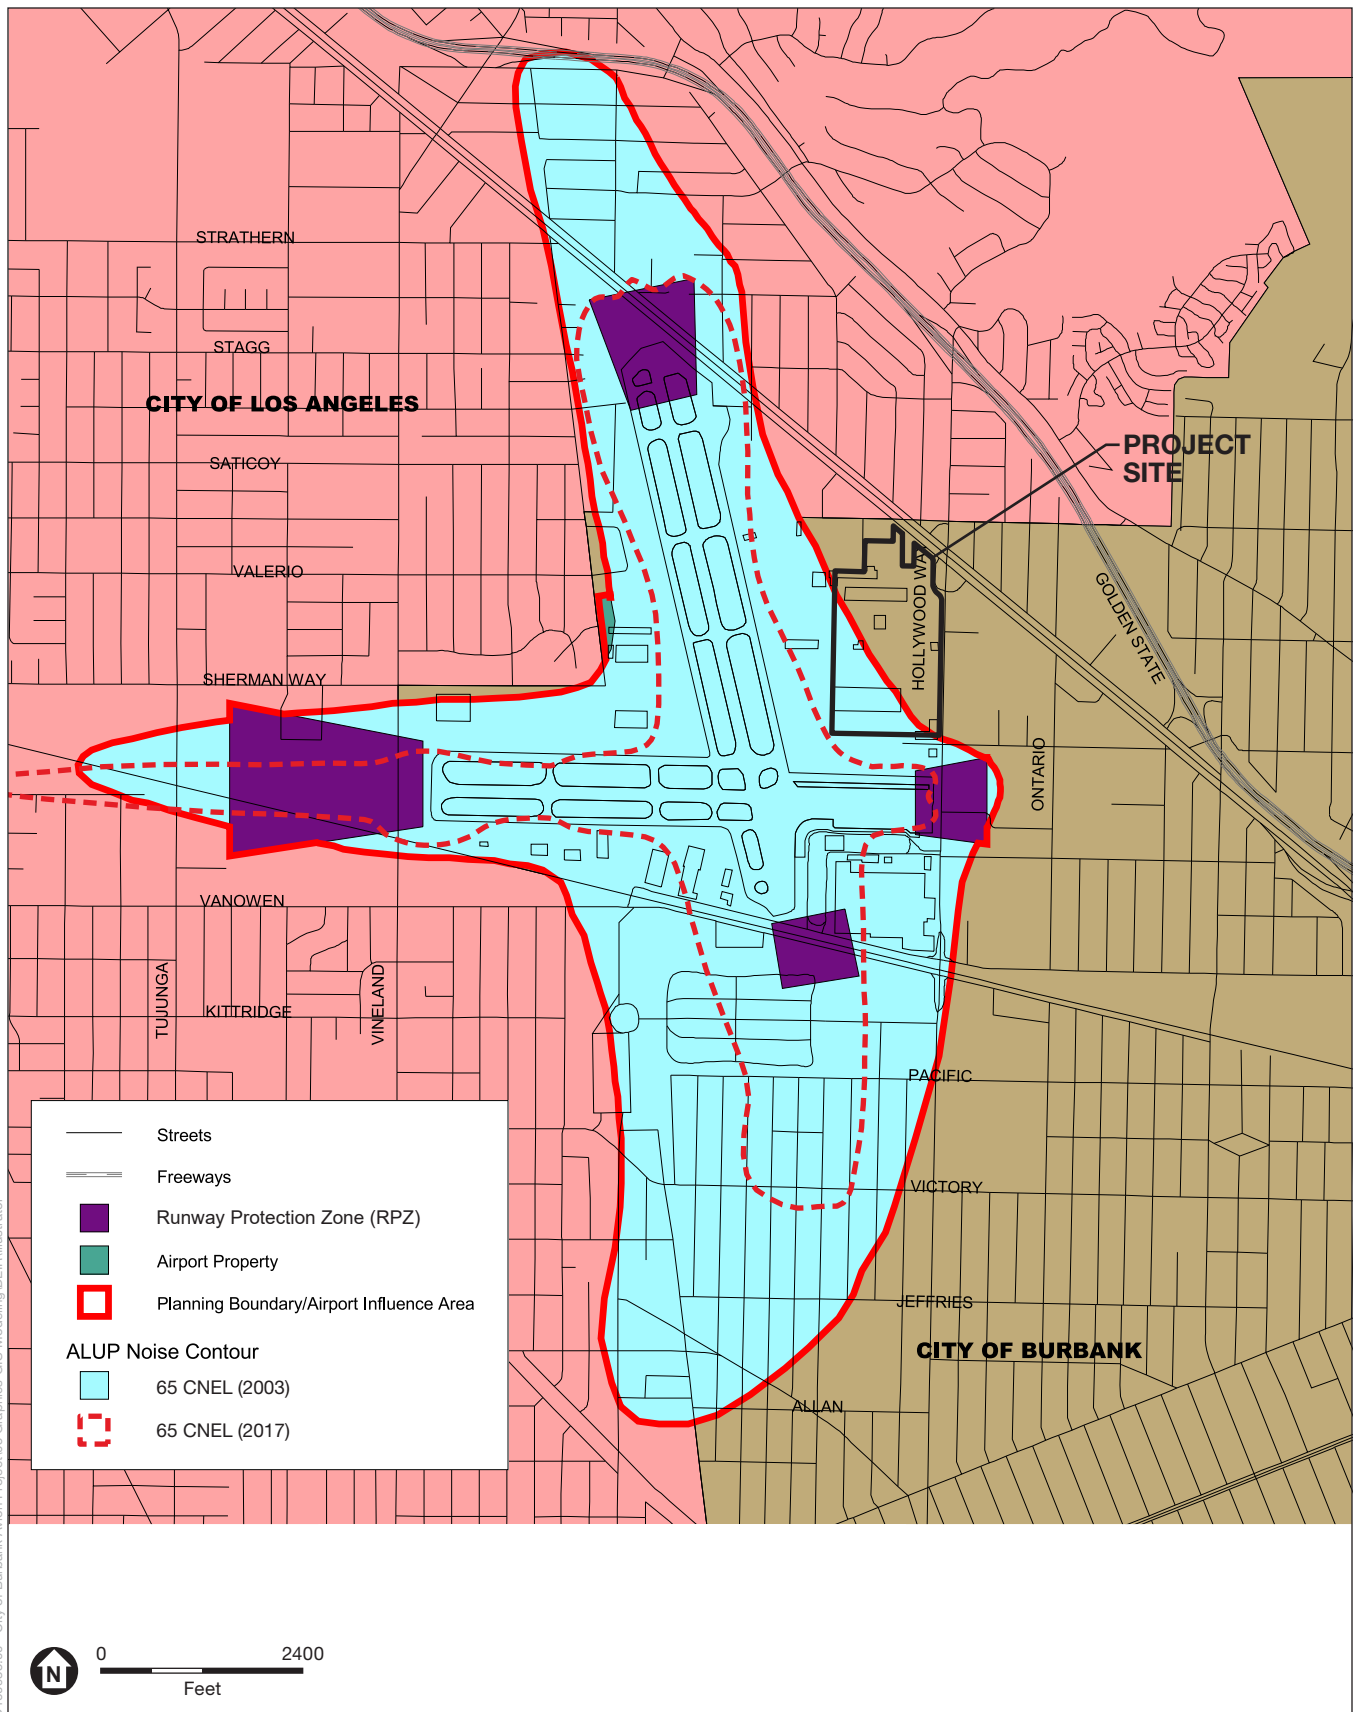 STRATHERN
STAGG
CITY OF LOS ANGELES
PROJECT
SITE
SATICOY
VALERIO
HOLLYWOOD WA
GOLDEN STATE
SHERMAN WAY
ONTARIO
VANOWEN
TUJUNGA
VINELAND
KITTRIDGE
PACIFIC
VICTORY
JEFFRIES
CITY OF BURBANK
ALLAN
Streets
Freeways
Runway Protection Zone (RPZ)
Airport Property
Planning Boundary/Airport Influence Area
ALUP Noise Contour
65 CNEL (2003)
65 CNEL (2017)
N
0 2400
Feet